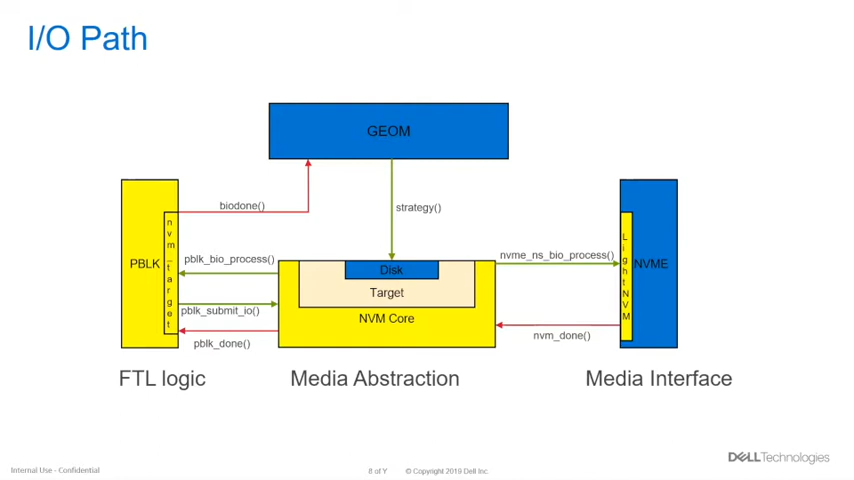 I/O Path
GEOM
biodone()
strategy()
PBLK
nvm_target
pblk_bio_process()
pblk_submit_io()
pblk_done()
Disk
Target
NVM Core
nvme_ns_bio_process()
nvm_done()
LightNVM
NVME
FTL logic
Media Abstraction
Media Interface
Internal Use - Confidential
# of Y
© Copyright 2019 Dell Inc.
DELLTechnologies